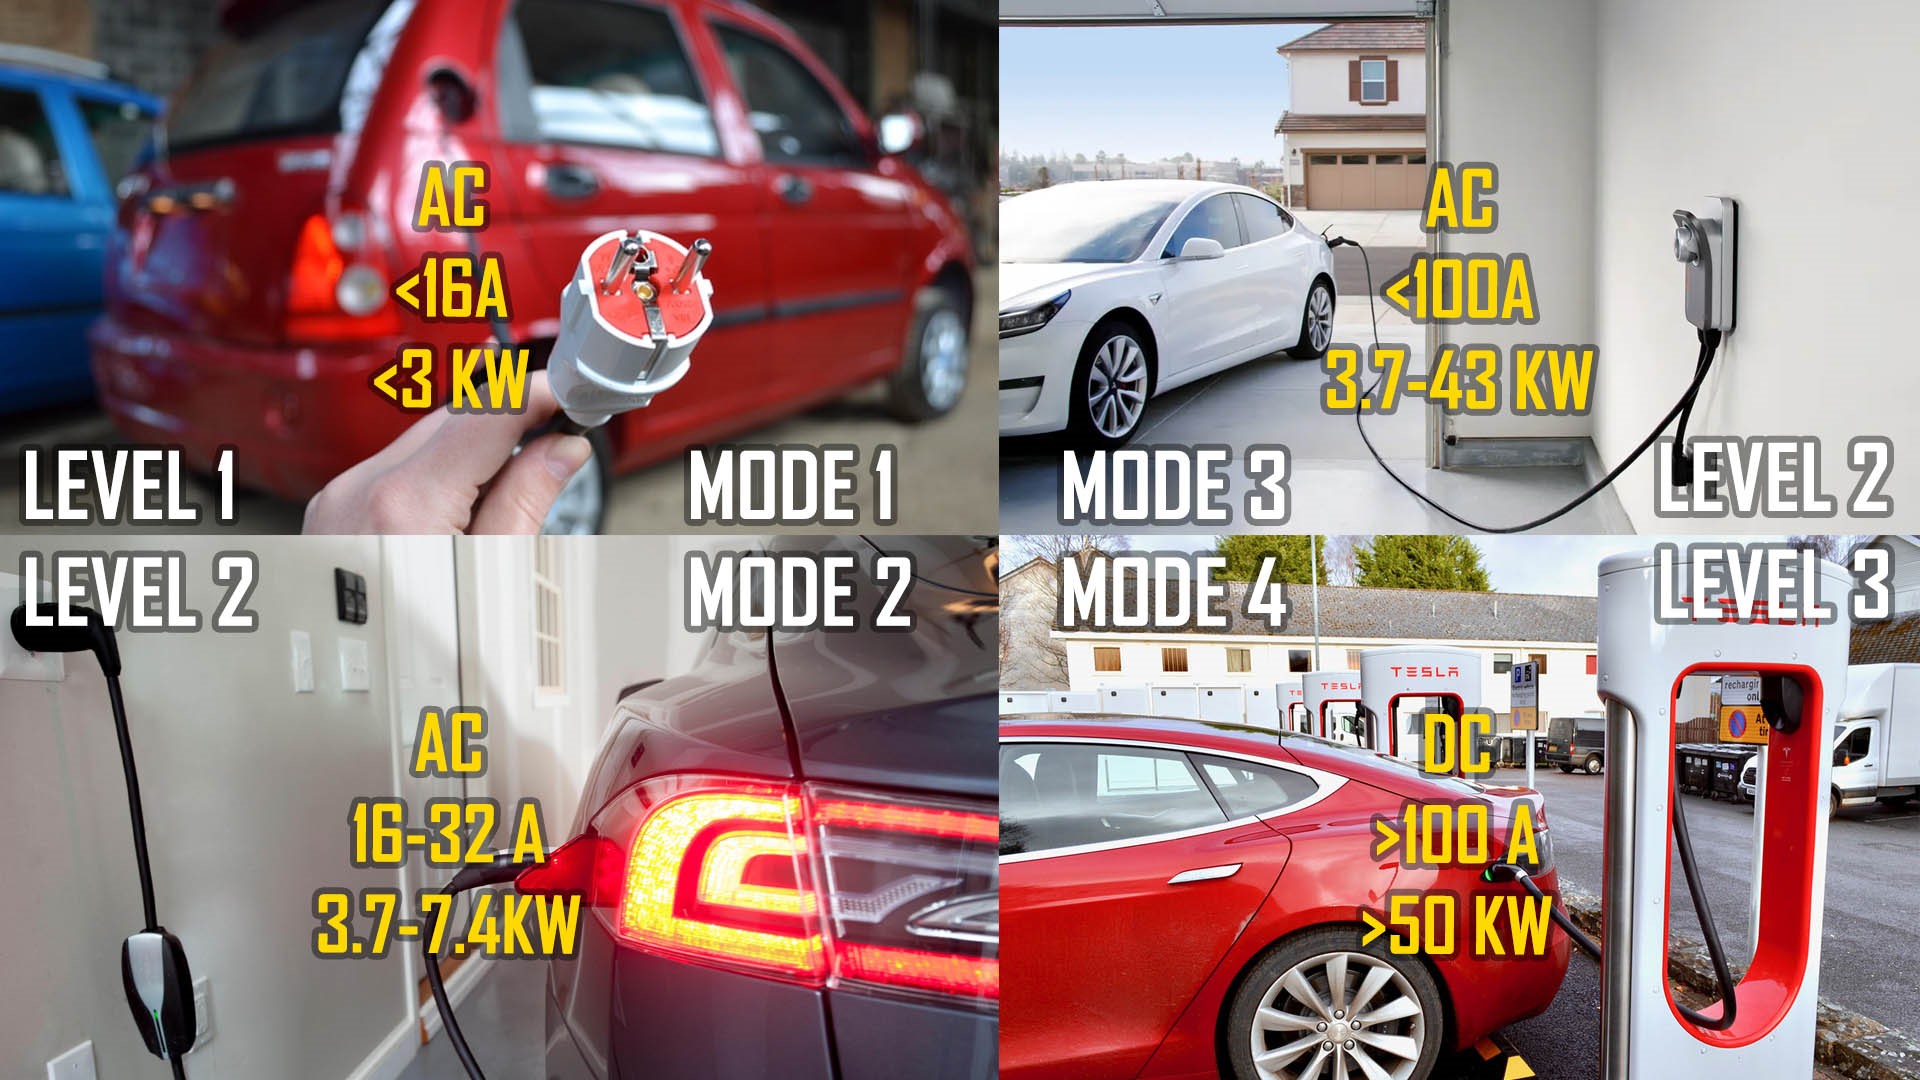 AC
<16A
<3 KW
LEVEL 1
MODE 1
AC
<100A
3.7-43 KW
MODE 3
LEVEL 2
LEVEL 2
MODE 2
AC
16-32 A
3.7-7.4KW
MODE 4
LEVEL 3
TESLA
TESLA
TESLA
DC
>100 A
>50 KW